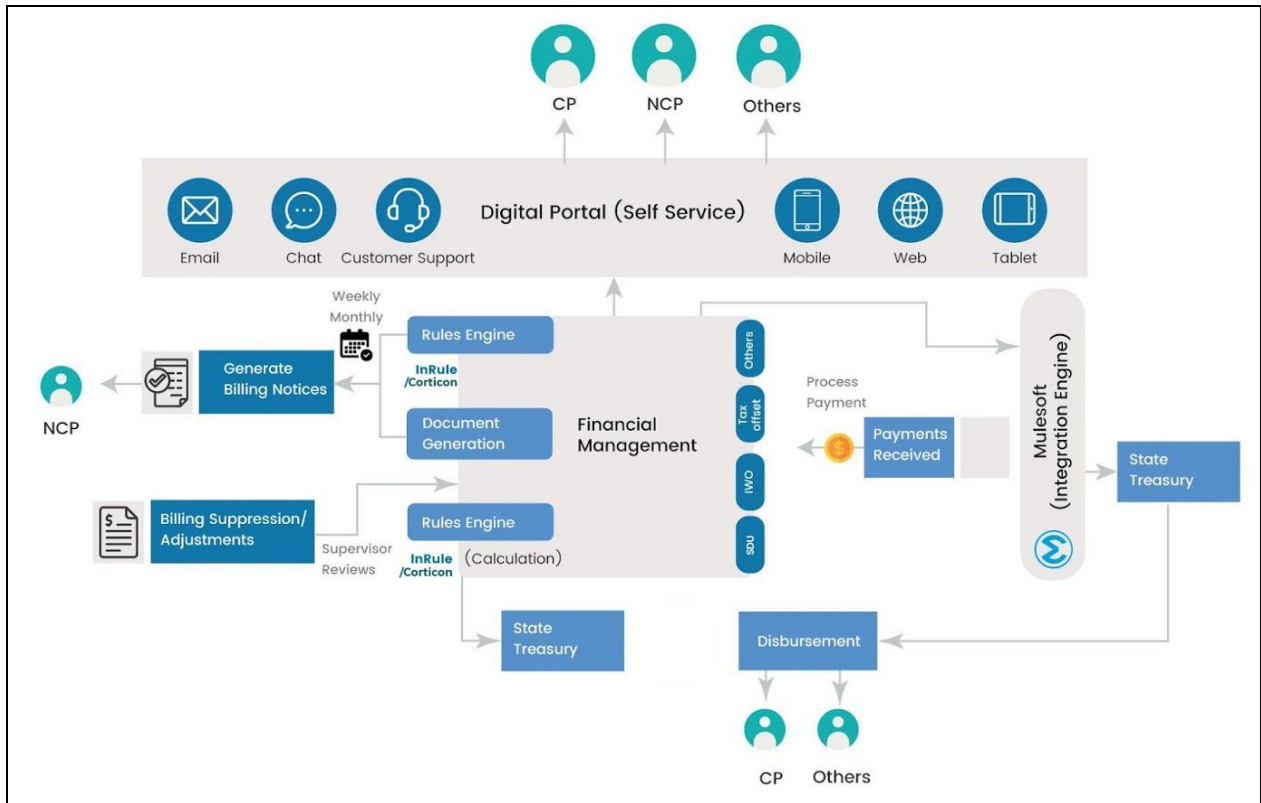 CP
NCP
Others
Digital Portal (Self Service)
Email
Chat
Customer Support
Mobile
Web
Tablet
Weekly
Monthly
Rules Engine
InRule
/Corticon
Generate
Billing Notices
NCP
Document
Generation
Financial
Management
Others
Tax
offset
IWO
SDU
Process
Payment
Payments
Received
Mulesoft
(Integration Engine)
State
Treasury
$
Billing Suppression/
Adjustments
Supervisor
Reviews
Rules Engine
InRule
/Corticon
(Calculation)
State
Treasury
Disbursement
CP
Others
$